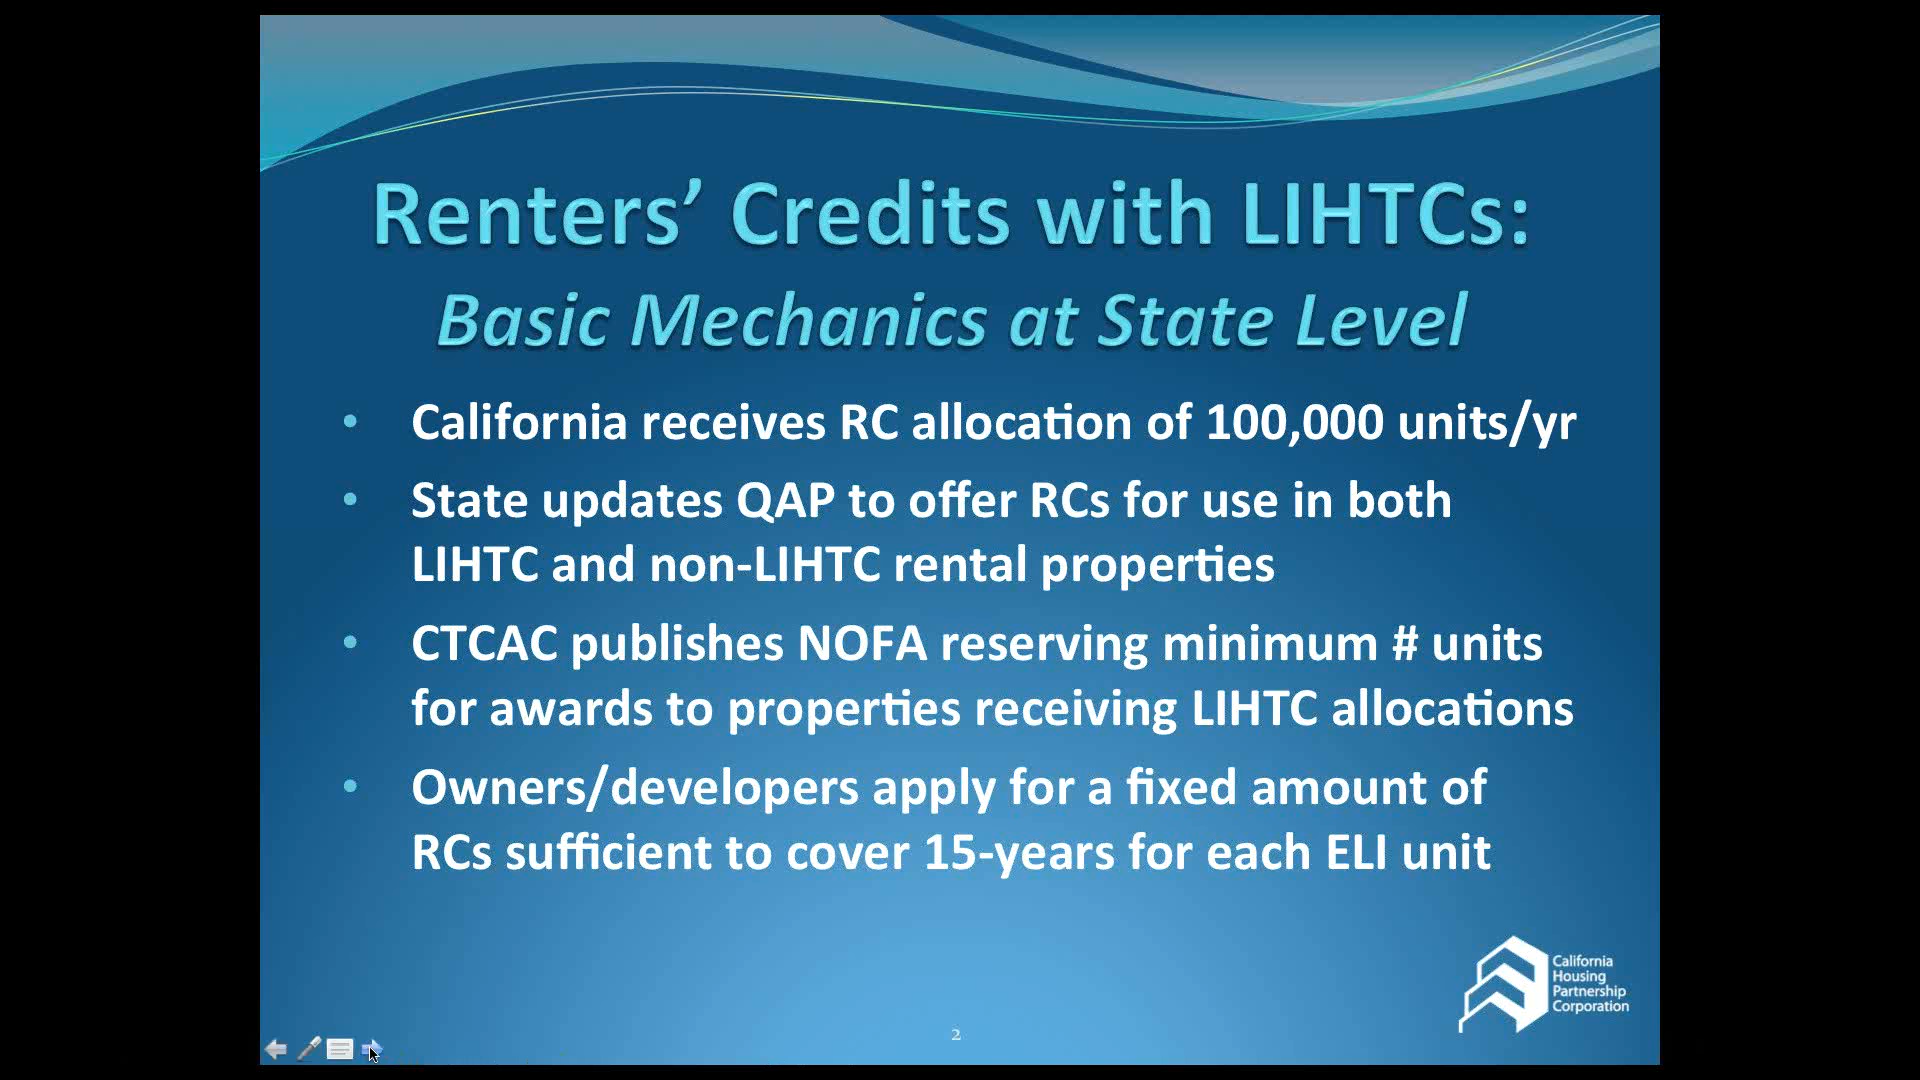 Renters’ Credits with LIHTCs:
Basic Mechanics at State Level
• California receives RC allocation of 100,000 units/yr
• State updates QAP to offer RCs for use in both
LIHTC and non-LIHTC rental properties
• CTCAC publishes NOFA reserving minimum # units
for awards to properties receiving LIHTC allocations
• Owners/developers apply for a fixed amount of
RCs sufficient to cover 15-years for each ELI unit
California
Housing
Partnership
Corporation
2